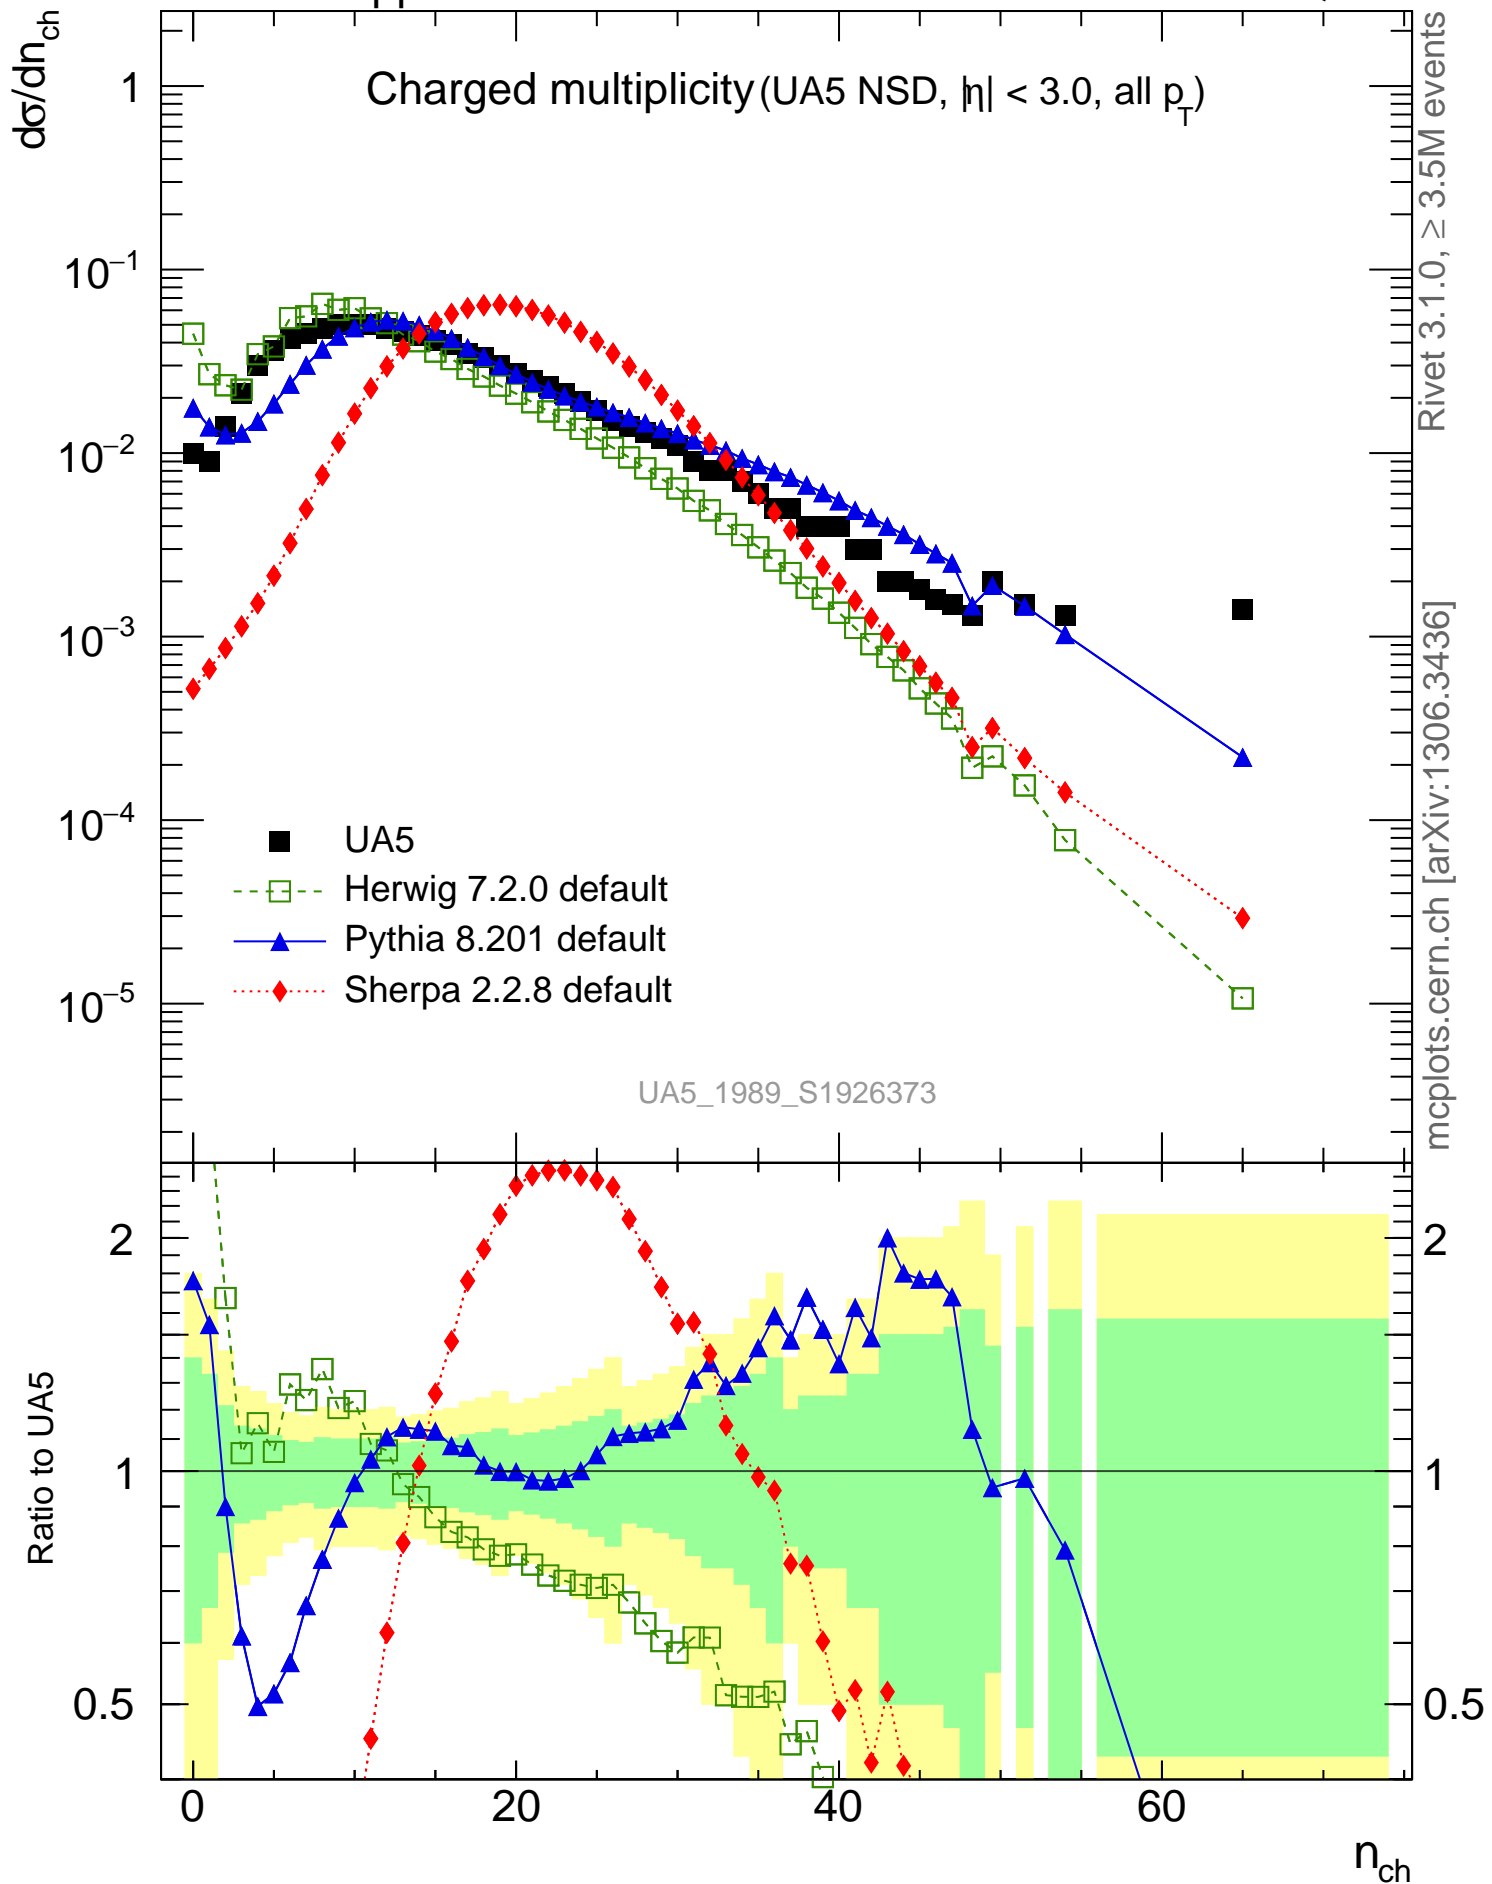 pp
dσ/dn_ch
Charged multiplicity (UA5 NSD, |η| < 3.0, all p_T)
1
10⁻¹
10⁻²
10⁻³
10⁻⁴
10⁻⁵
UA5
Herwig 7.2.0 default
Pythia 8.201 default
Sherpa 2.2.8 default
UA5_1989_S1926373
Rivet 3.1.0, ≥ 3.5M events
mcplots.cern.ch [arXiv:1306.3436]
Ratio to UA5
2 2
1 1
0.5 0.5
0 20 40 60
n_ch